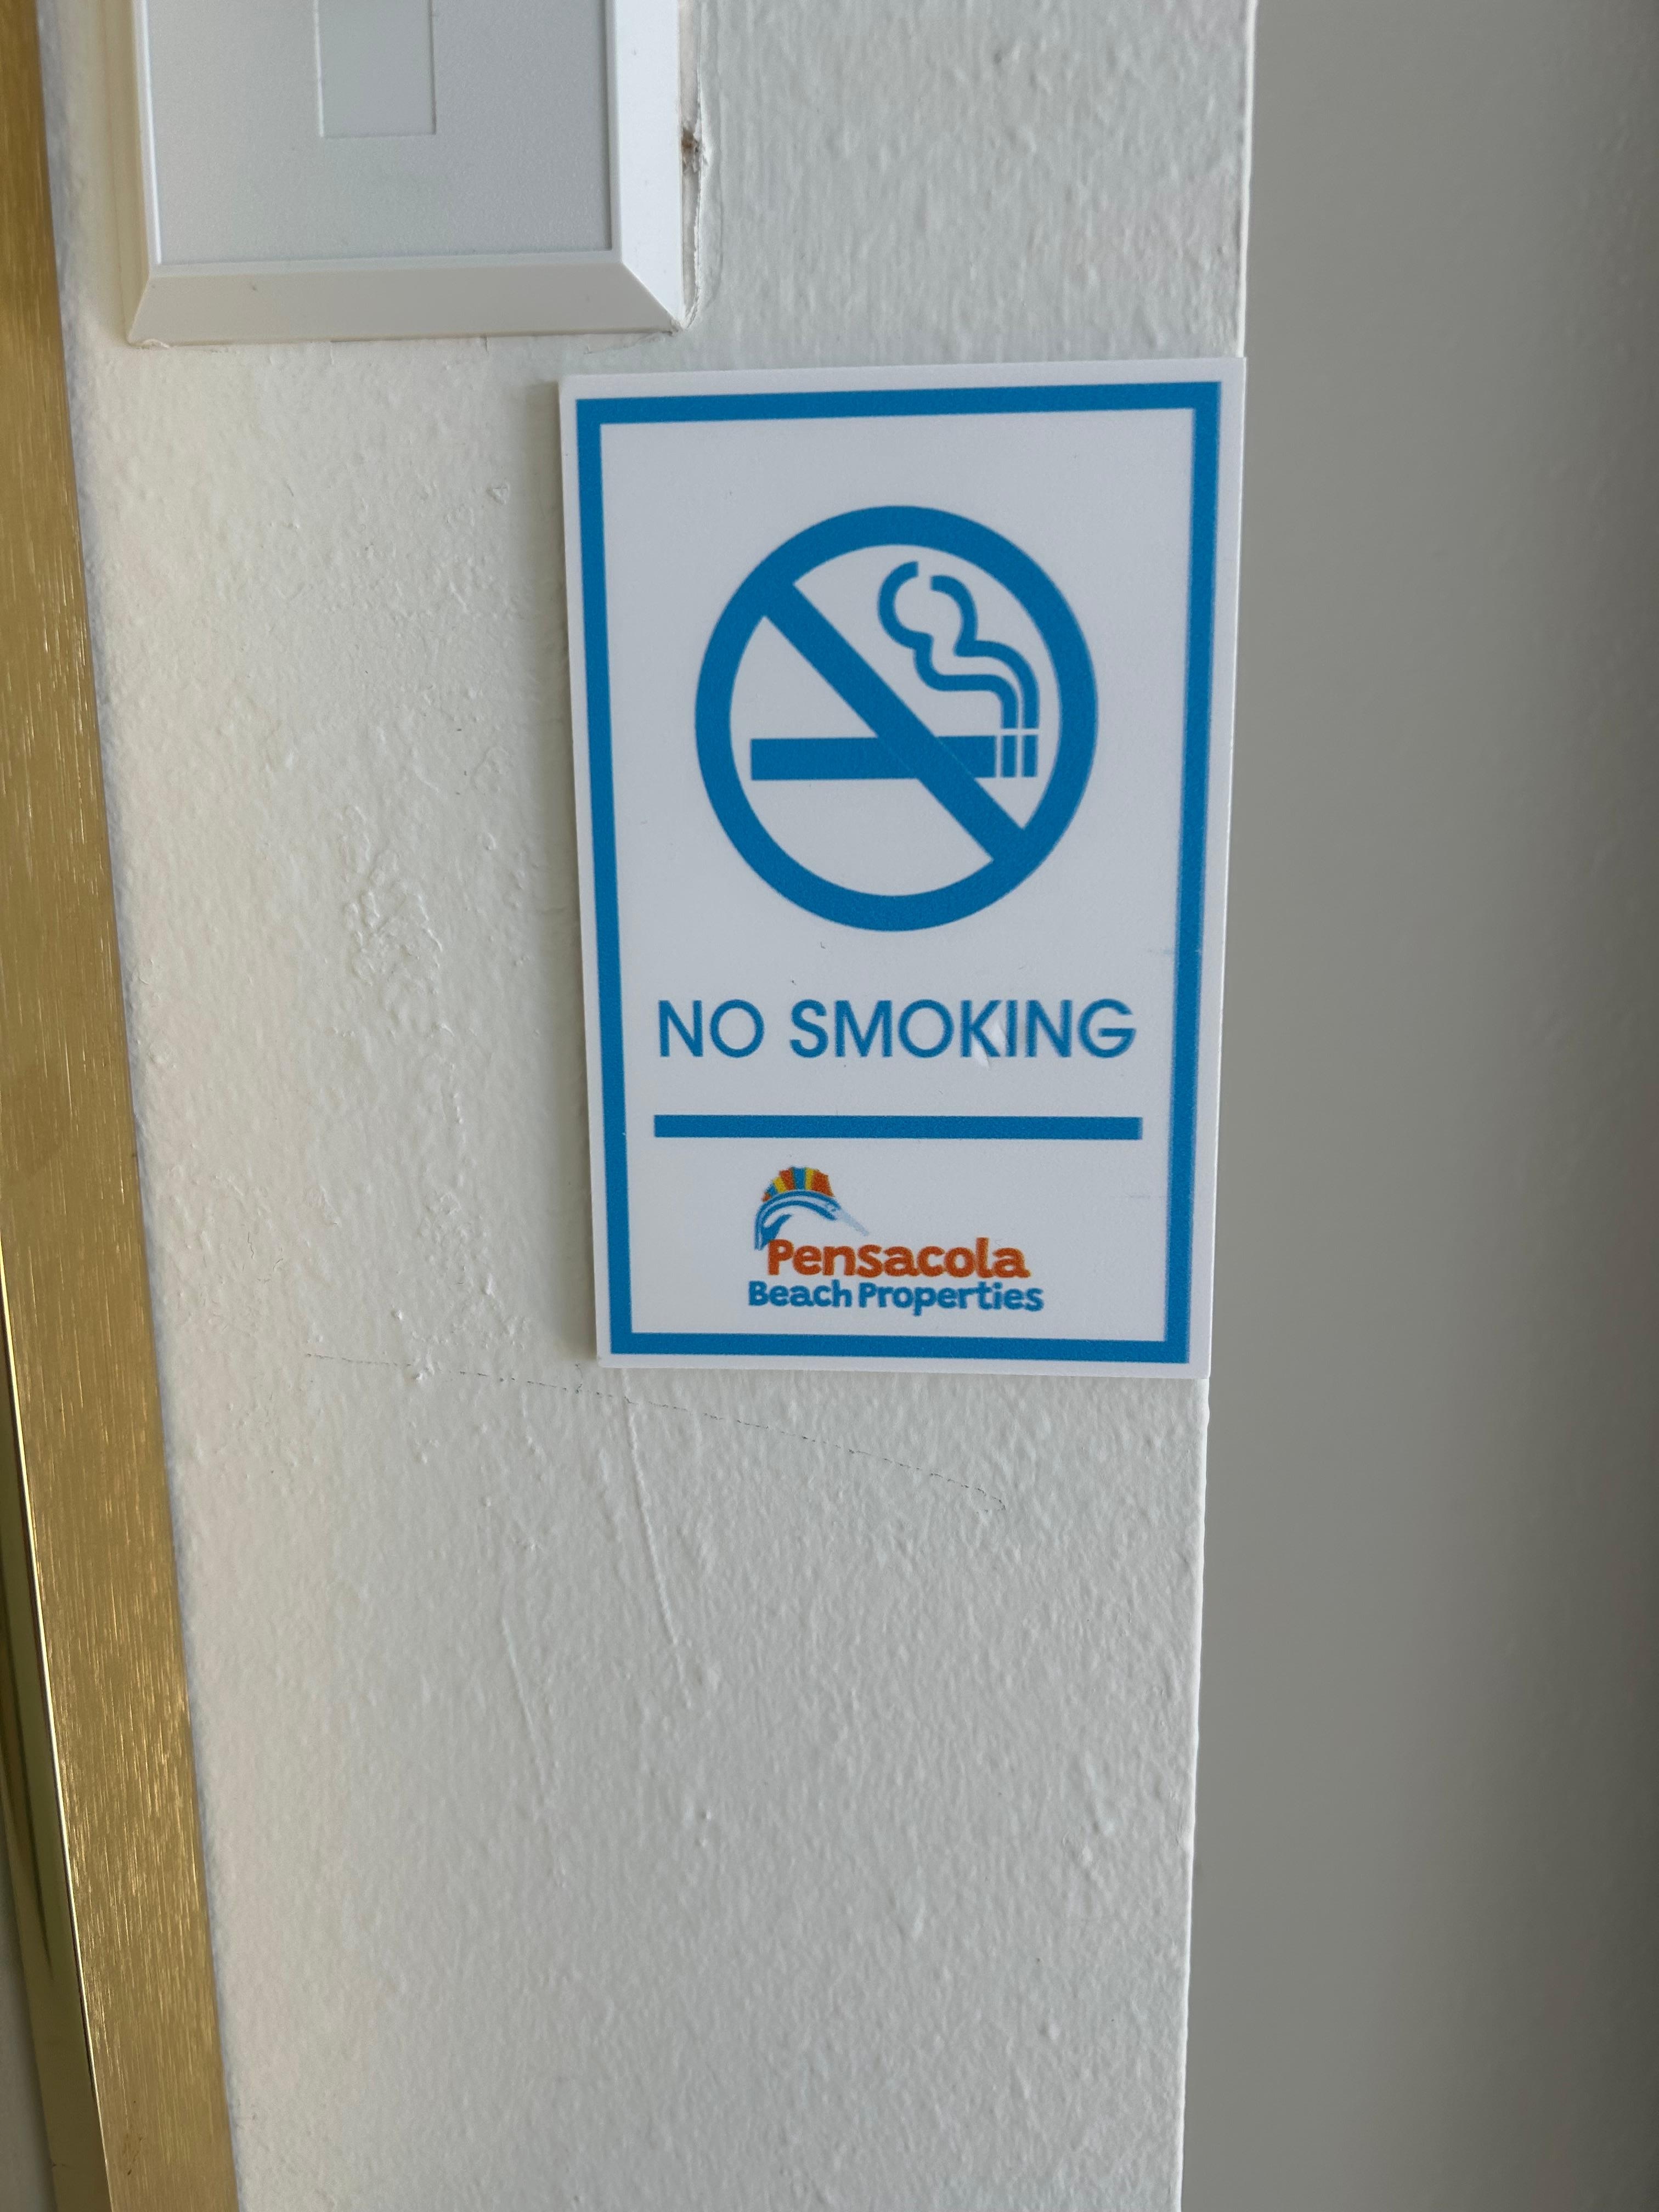 NO SMOKING
Pensacola
Beach Properties